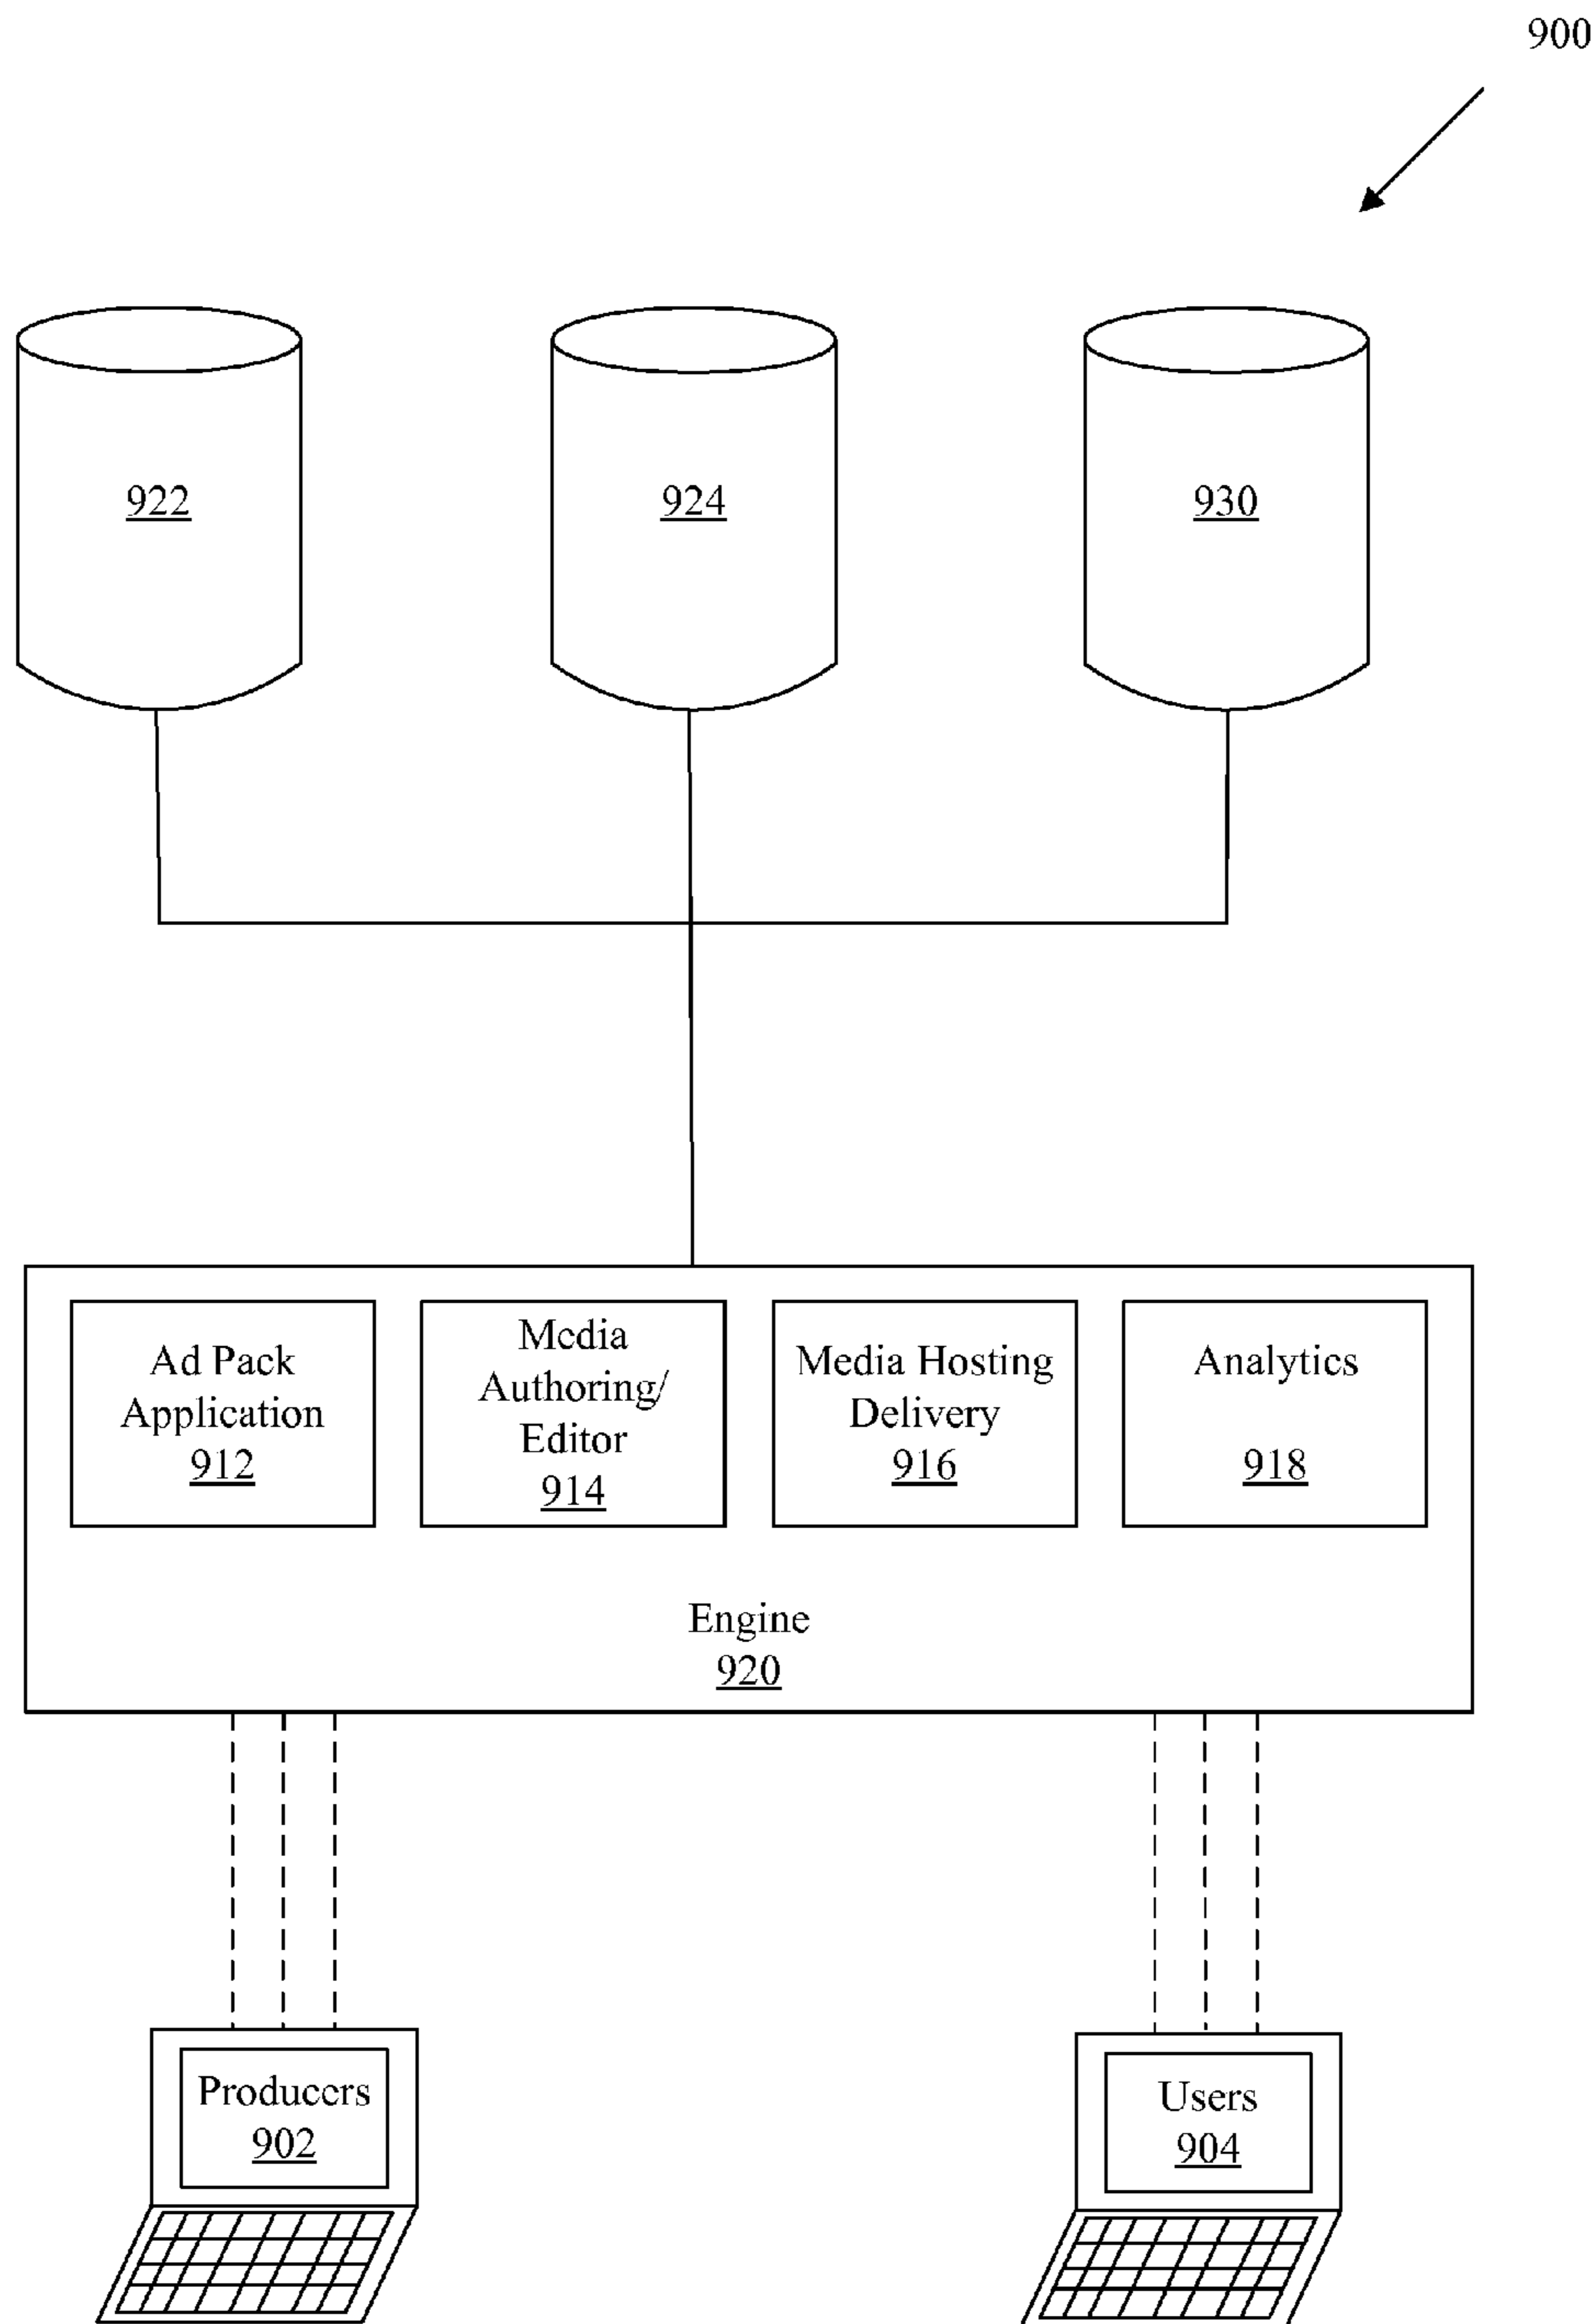 900
922
924
930
Ad Pack
Application
912
Media
Authoring/
Editor
914
Media Hosting
Delivery
916
Analytics
918
Engine
920
Producers
902
Users
904